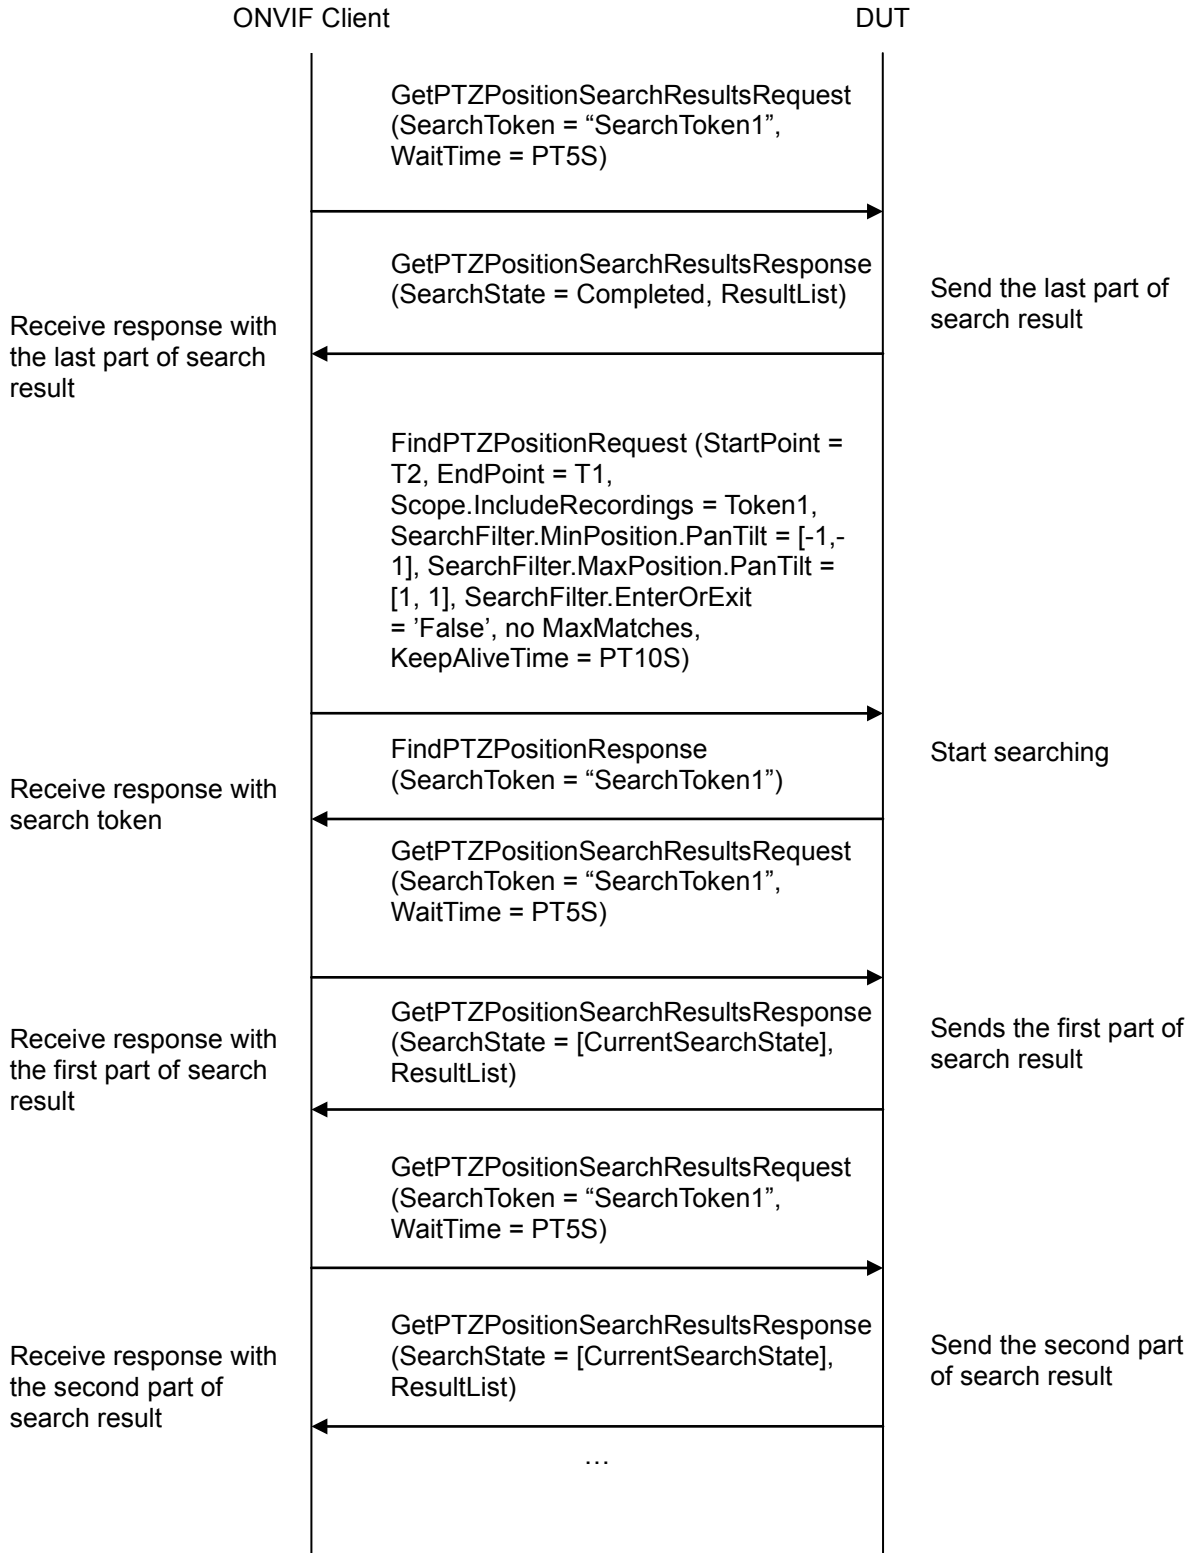 ONVIF Client
DUT
GetPTZPositionSearchResultsRequest
(SearchToken = “SearchToken1”,
WaitTime = PT5S)
GetPTZPositionSearchResultsResponse
(SearchState = Completed, ResultList)
Send the last part of
search result
Receive response with
the last part of search
result
FindPTZPositionRequest (StartPoint =
T2, EndPoint = T1,
Scope.IncludeRecordings = Token1,
SearchFilter.MinPosition.PanTilt = [-1,-
1], SearchFilter.MaxPosition.PanTilt =
[1, 1], SearchFilter.EnterOrExit
= ’False’, no MaxMatches,
KeepAliveTime = PT10S)
FindPTZPositionResponse
(SearchToken = “SearchToken1”)
Start searching
Receive response with
search token
GetPTZPositionSearchResultsRequest
(SearchToken = “SearchToken1”,
WaitTime = PT5S)
GetPTZPositionSearchResultsResponse
(SearchState = [CurrentSearchState],
ResultList)
Sends the first part of
search result
Receive response with
the first part of search
result
GetPTZPositionSearchResultsRequest
(SearchToken = “SearchToken1”,
WaitTime = PT5S)
GetPTZPositionSearchResultsResponse
(SearchState = [CurrentSearchState],
ResultList)
Send the second part
of search result
Receive response with
the second part of
search result
…